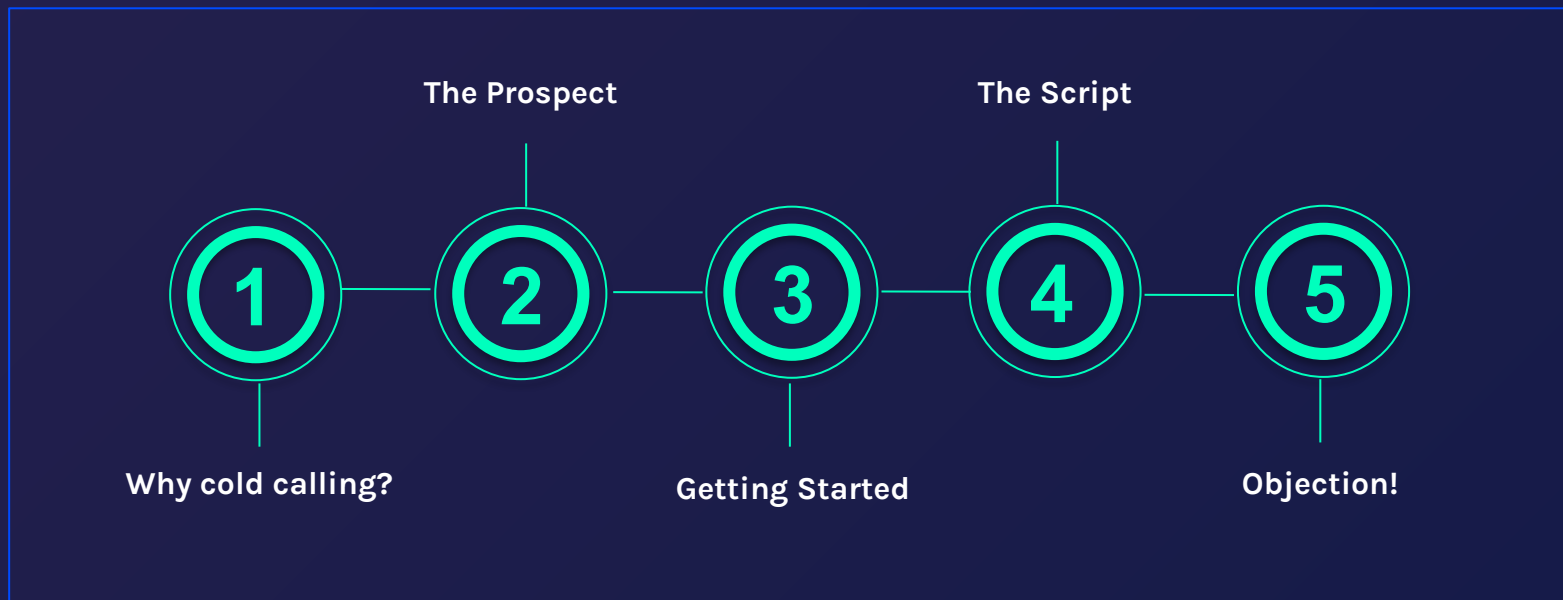 The Prospect
The Script
1
2
3
4
5
Why cold calling?
Getting Started
Objection!